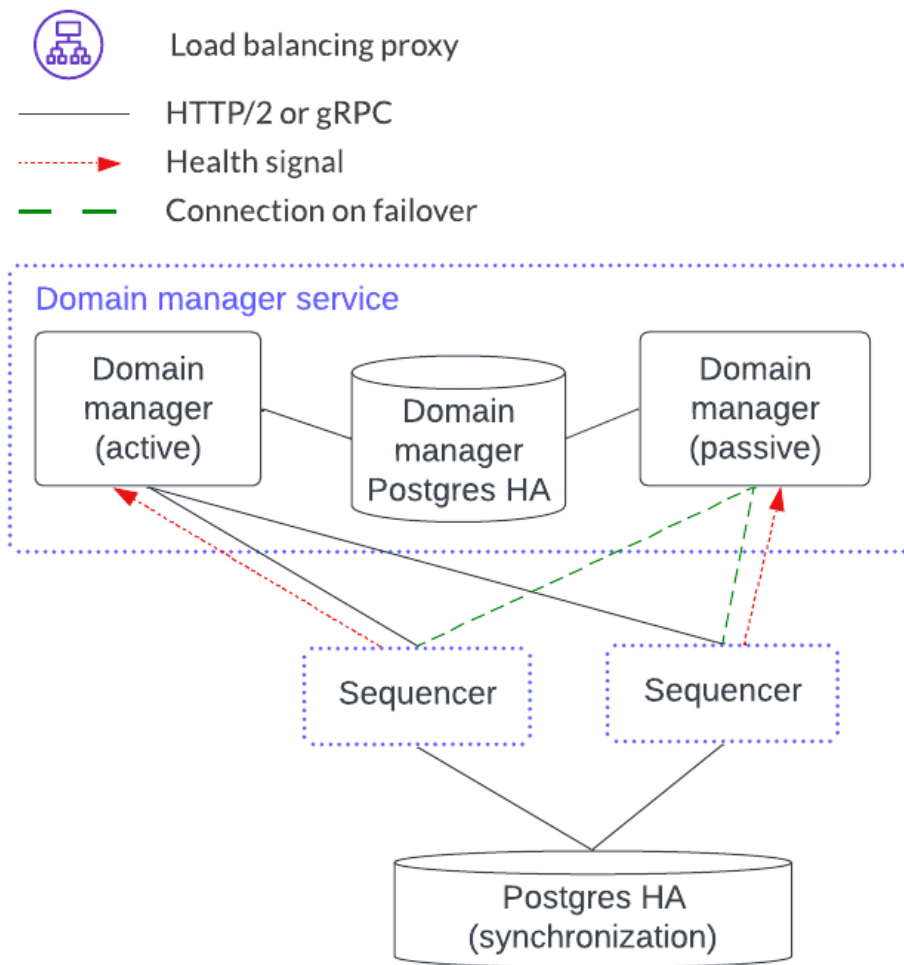 Load balancing proxy
HTTP/2 or gRPC
Health signal
Connection on failover
Domain manager service
Domain
manager
(active)
Domain
manager
Postgres HA
Domain
manager
(passive)
Sequencer
Sequencer
Postgres HA
(synchronization)